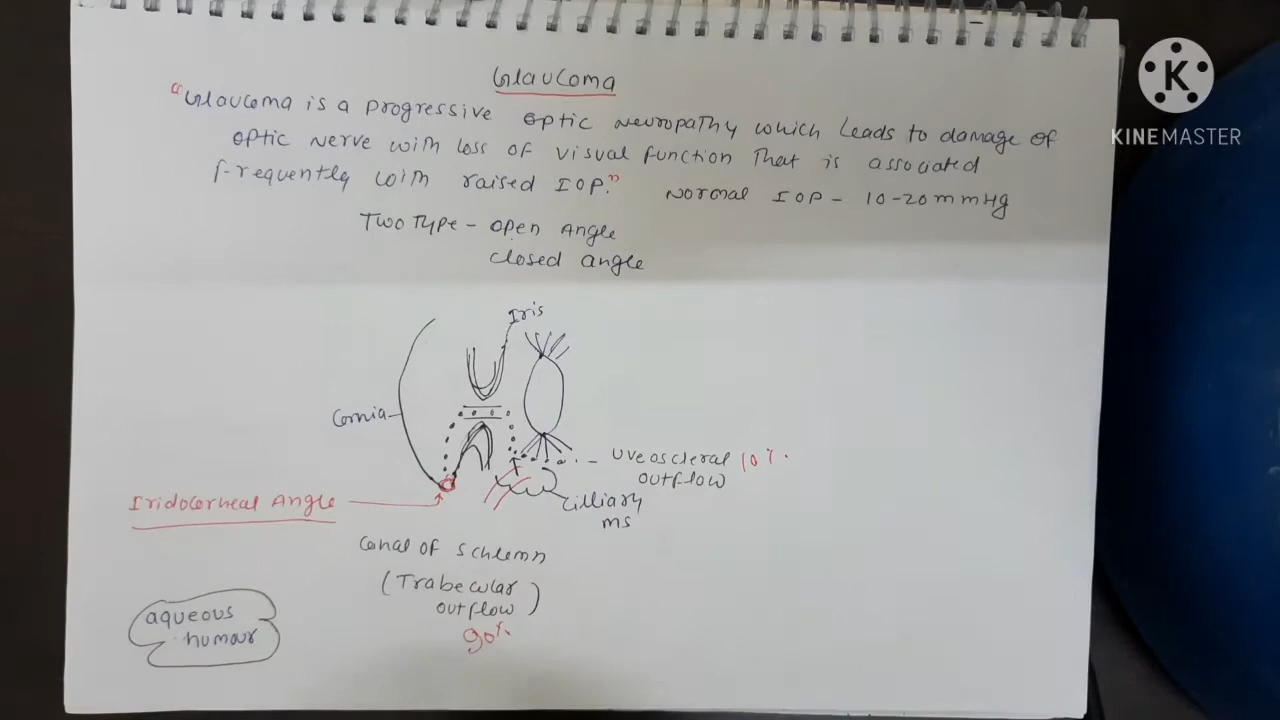 Glaucoma
"Glaucoma is a progressive optic neuropathy which leads to damage of
optic nerve with loss of visual function that is associated
frequently with raised IOP."
Normal IOP - 10-20 mmHg
Two Type - open Angle
closed angle
Iris
Cornia
uveoscleral 10%.
outflow
Iridocorneal Angle
cilliary
ms
canal of schlemn
(Trabecular
outflow)
90%
aqueous
humour
K
KINEMASTER